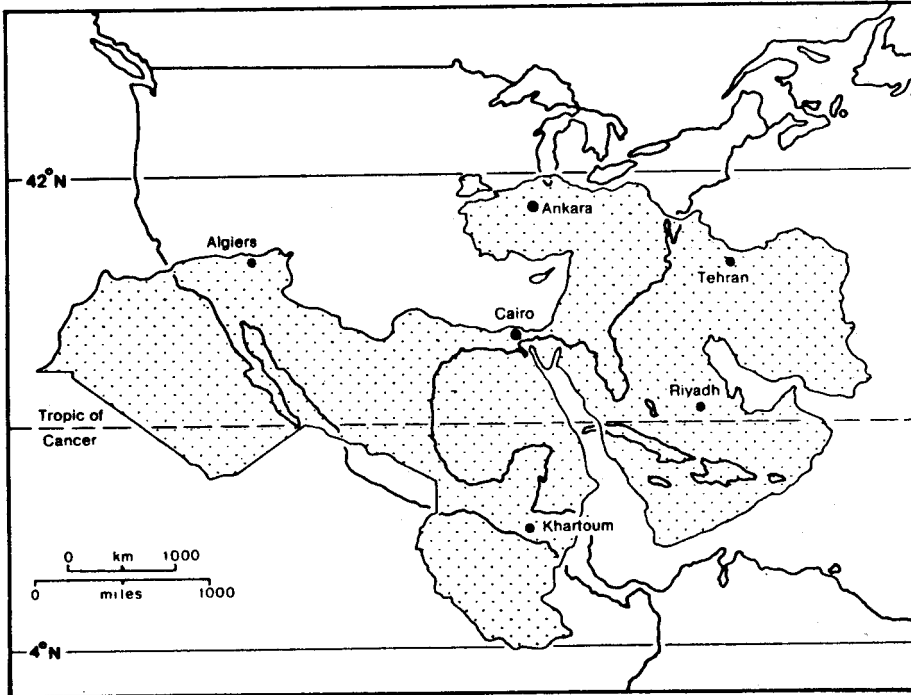 42°N
Ankara
Algiers
Tehran
Cairo
Riyadh
Tropic of
Cancer
Khartoum
0 km 1000
0 miles 1000
4°N